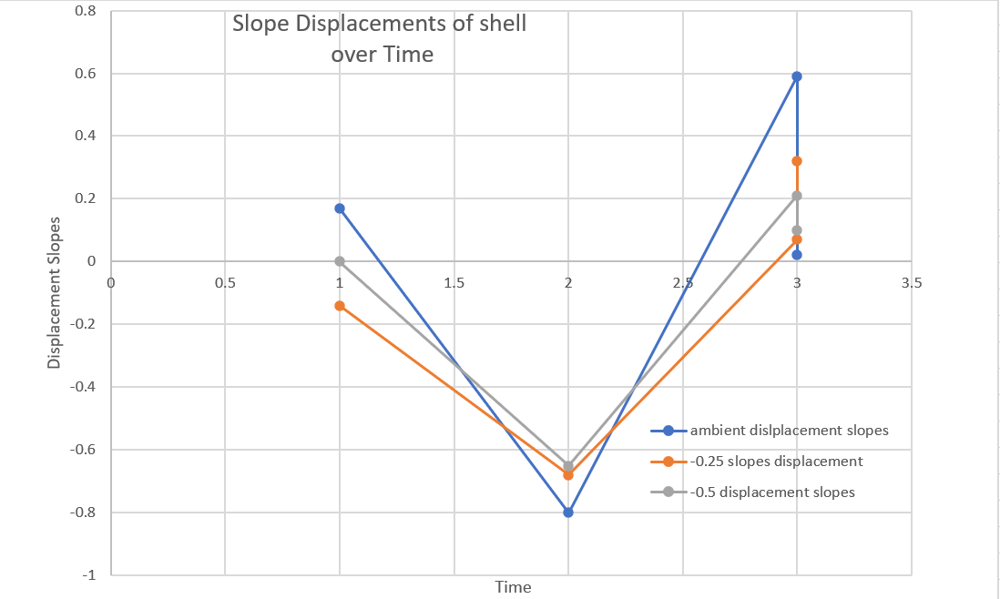 Slope Displacements of shell
over Time
0.8
0.6
0.4
0.2
0
-0.2
-0.4
-0.6
-0.8
-1
0 0.5 1 1.5 2 2.5 3 3.5
Displacement Slopes
Time
ambient dislplacement slopes
-0.25 slopes displacement
-0.5 displacement slopes